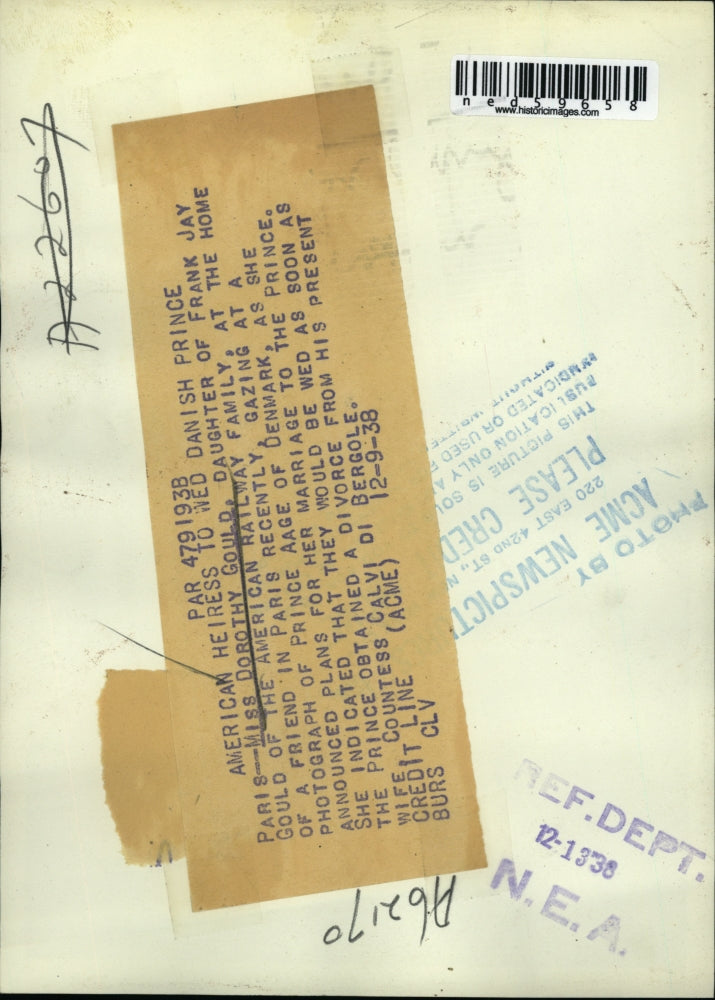 PAR 479193B
AMERICAN HEIRESS TO WED DANISH PRINCE
PARIS--MISS DOROTHY GOULD, DAUGHTER OF FRANK JAY
GOULD OF THE AMERICAN RAILWAY FAMILY, AT THE HOME
OF A FRIEND IN PARIS RECENTLY, GAZING AT A
PHOTOGRAPH OF PRINCE AAGE OF DENMARK, AS SHE
ANNOUNCED PLANS FOR HER MARRIAGE TO THE PRINCE.
SHE INDICATED THAT THEY WOULD BE WED AS SOON AS
THE PRINCE OBTAINED A DIVORCE FROM HIS PRESENT
WIFE, COUNTESS CALVI DI BERGOLE.
CREDIT LINE (ACME) 12-9-38
BURS CLV
ned59658
www.historicimages.com
A22607
PHOTO BY
ACME NEWSPICT
220 EAST 42ND ST., N
PLEASE CRED
THIS PICTURE IS SOL
PUBLICATION ONLY A
SYNDICATED OR USED F
WITHOUT WRITTE
REF. DEPT.
12-13'38
N.E.A.